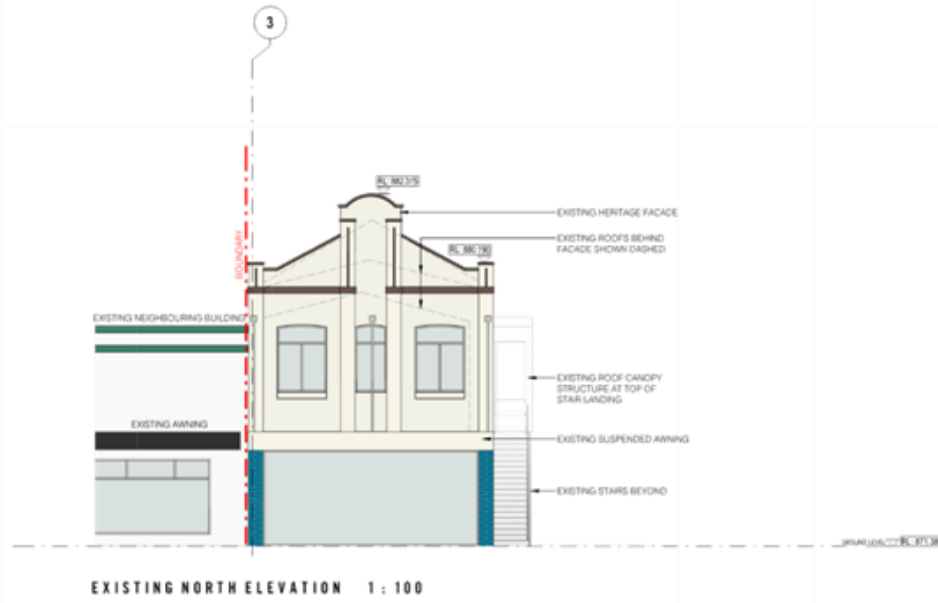 3
RL 882.315
EXISTING HERITAGE FACADE
EXISTING ROOFS BEHIND
FACADE SHOWN DASHED
RL 880.190
BOUNDARY
EXISTING NEIGHBOURING BUILDING
EXISTING ROOF CANOPY
STRUCTURE AT TOP OF
STAIR LANDING
EXISTING AWNING
EXISTING SUSPENDED AWNING
EXISTING STAIRS BEYOND
GROUND LEVEL
EXISTING NORTH ELEVATION 1 : 100